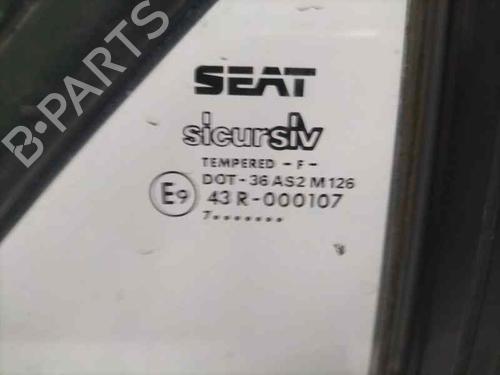 B-PARTS
SEAT
sicursiv
TEMPERED -F-
DOT-36 AS2 M126
E9 43 R-000107
7.......